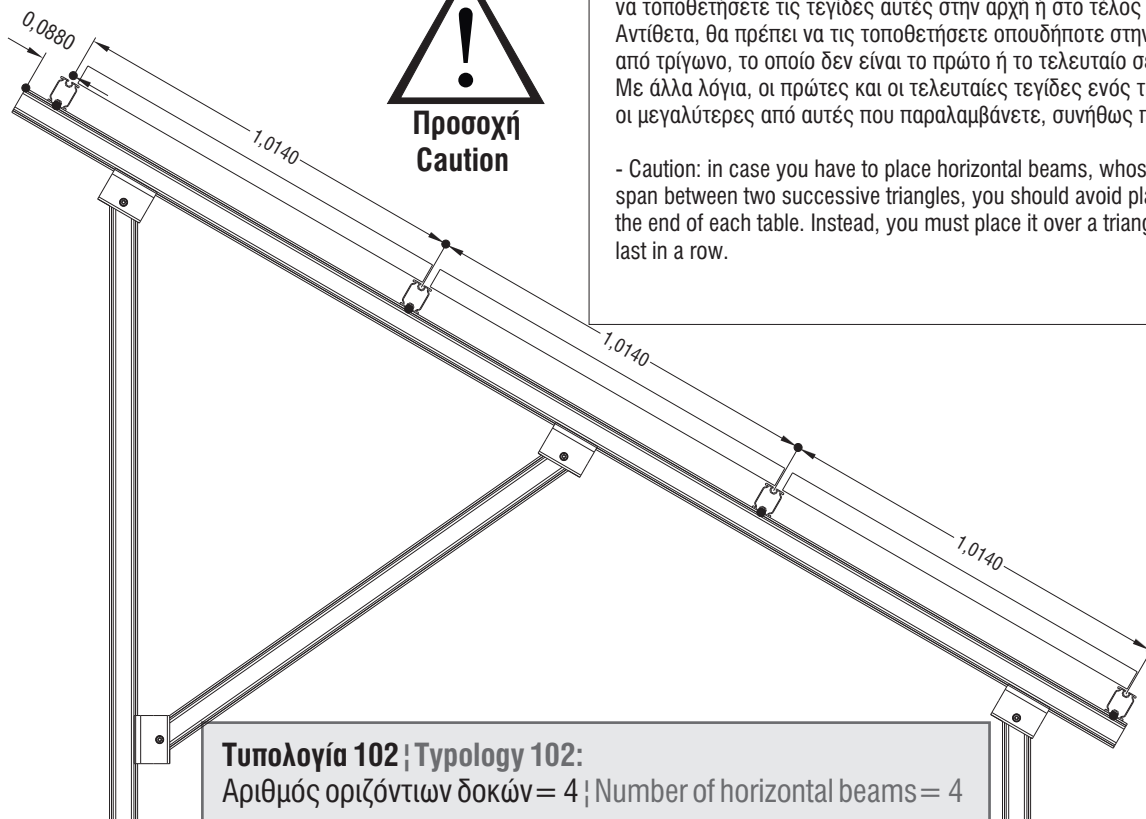 0,0880
1,0140
1,0140
1,0140
Προσοχή
Caution
να τοποθετήσετε τις τεγίδες αυτές στην αρχή ή στο τέλος
Αντίθετα, θα πρέπει να τις τοποθετήσετε οπουδήποτε στην
από τρίγωνο, το οποίο δεν είναι το πρώτο ή το τελευταίο σε
Με άλλα λόγια, οι πρώτες και οι τελευταίες τεγίδες ενός τ
οι μεγαλύτερες από αυτές που παραλαμβάνετε, συνήθως π
- Caution: in case you have to place horizontal beams, whos
span between two successive triangles, you should avoid pla
the end of each table. Instead, you must place it over a triang
last in a row.
Τυπολογία 102 ¦ Typology 102:
Αριθμός οριζόντιων δοκών = 4 ¦ Number of horizontal beams = 4